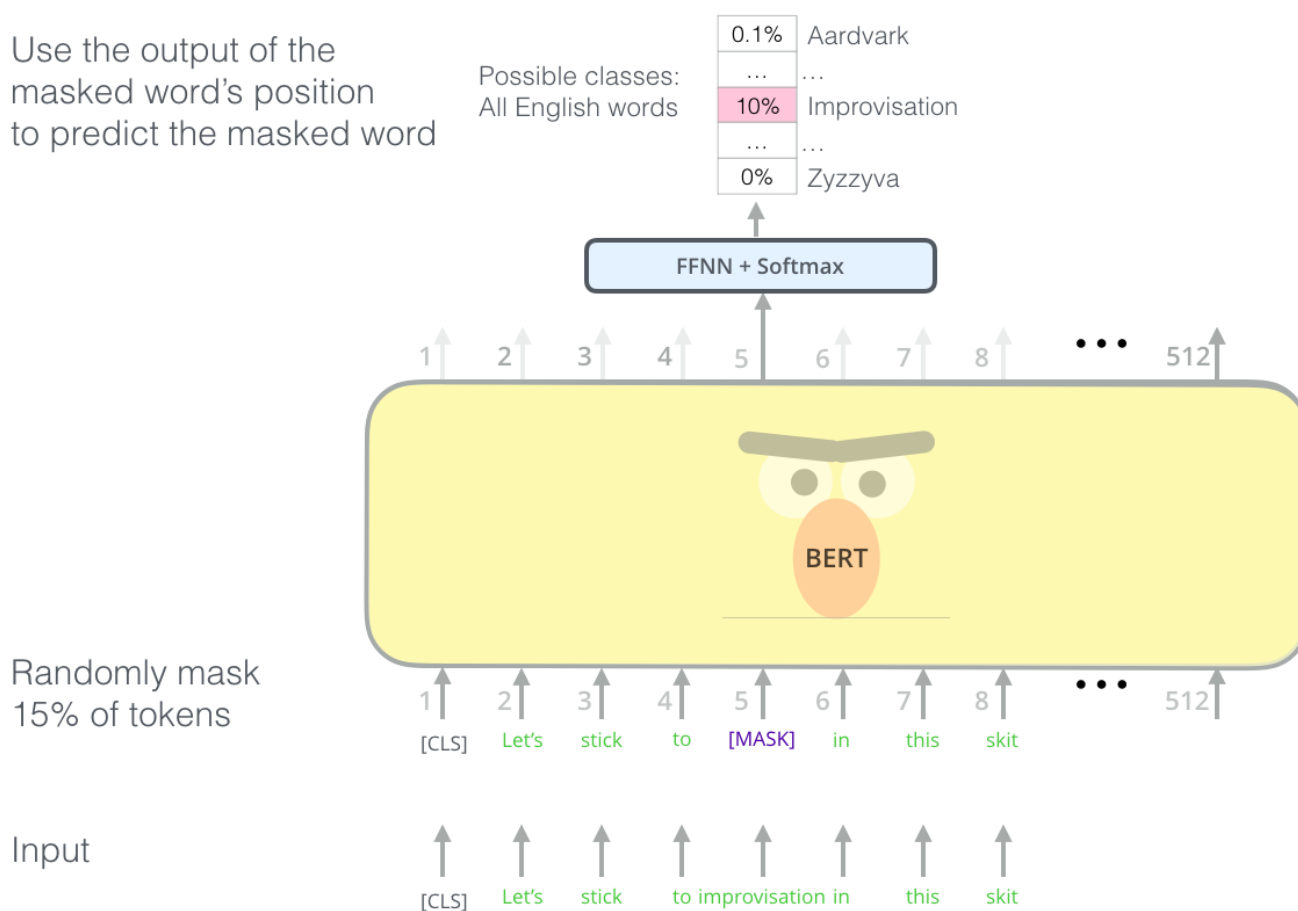 Use the output of the
masked word's position
to predict the masked word
Possible classes:
All English words
0.1% Aardvark
... ...
10% Improvisation
... ...
0% Zyzzyva
FFNN + Softmax
1 2 3 4 5 6 7 8 ••• 512
BERT
Randomly mask
15% of tokens
1 2 3 4 5 6 7 8 ••• 512
[CLS] Let's stick to [MASK] in this skit
Input
[CLS] Let's stick to improvisation in this skit